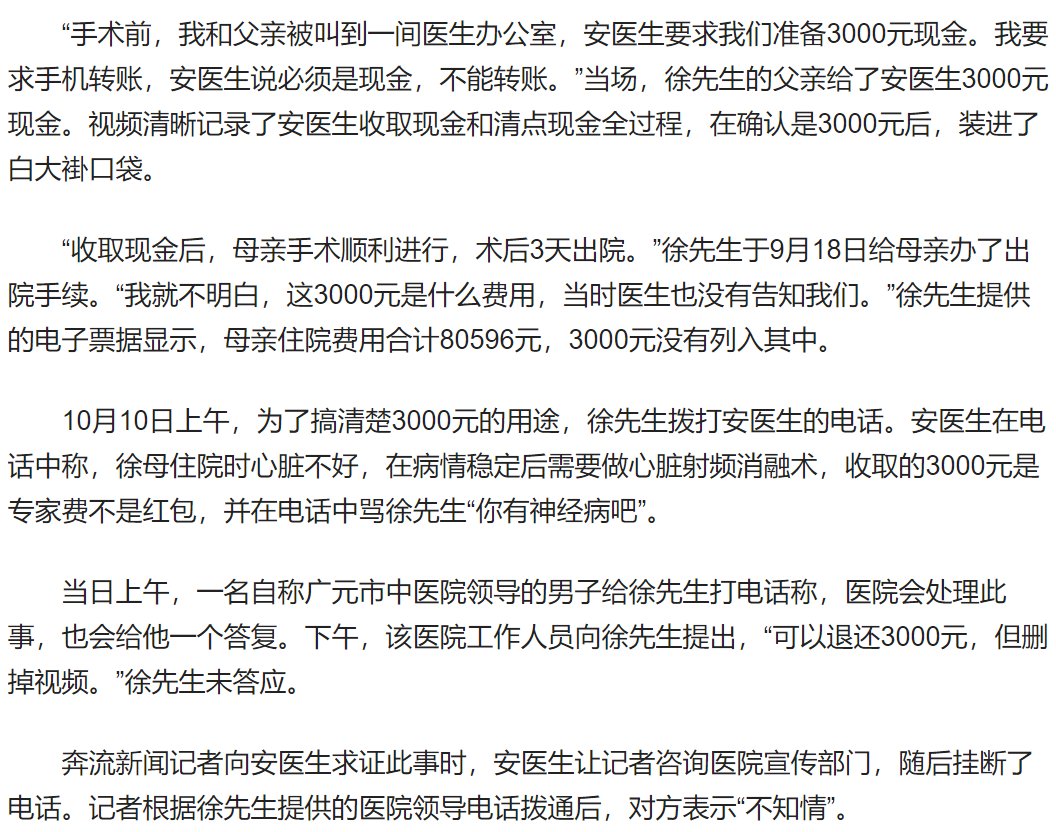 “手术前，我和父亲被叫到一间医生办公室，安医生要求我们准备3000元现金。我要
求手机转账，安医生说必须是现金，不能转账。”当场，徐先生的父亲给了安医生3000元
现金。视频清晰记录了安医生收取现金和清点现金全过程，在确认是3000元后，装进了
白大褂口袋。
“收取现金后，母亲手术顺利进行，术后3天出院。”徐先生于9月18日给母亲办了出
院手续。“我就不明白，这3000元是什么费用，当时医生也没有告知我们。”徐先生提供
的电子票据显示，母亲住院费用合计80596元，3000元没有列入其中。
10月10日上午，为了搞清楚3000元的用途，徐先生拨打安医生的电话。安医生在电
话中称，徐母住院时心脏不好，在病情稳定后需要做心脏射频消融术，收取的3000元是
专家费不是红包，并在电话中骂徐先生“你有神经病吧”。
当日上午，一名自称广元市中医院领导的男子给徐先生打电话称，医院会处理此
事，也会给他一个答复。下午，该医院工作人员向徐先生提出，“可以退还3000元，但删
掉视频。”徐先生未答应。
奔流新闻记者向安医生求证此事时，安医生让记者咨询医院宣传部门，随后挂断了
电话。记者根据徐先生提供的医院领导电话拨通后，对方表示“不知情”。